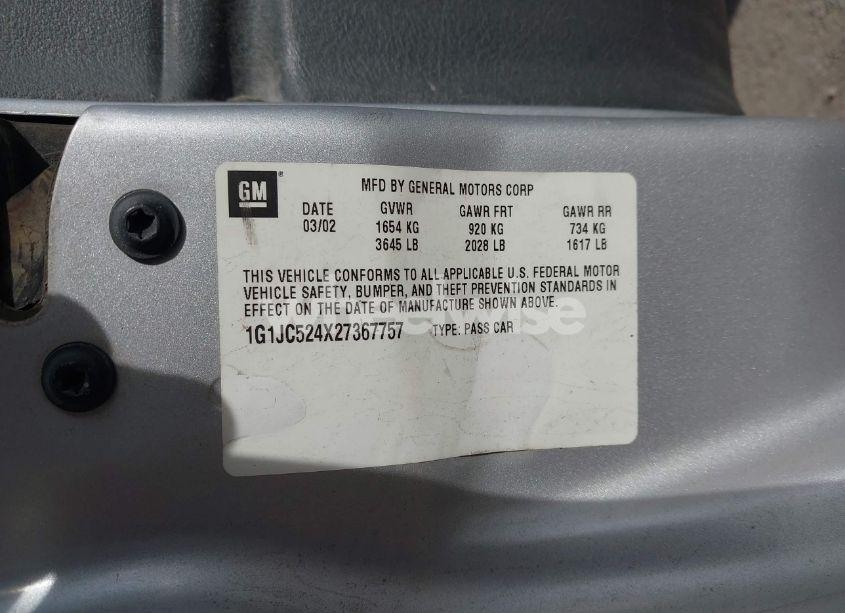 GM
MFD BY GENERAL MOTORS CORP
DATE GVWR GAWR FRT GAWR RR
03/02 1654 KG 920 KG 734 KG
3645 LB 2028 LB 1617 LB
THIS VEHICLE CONFORMS TO ALL APPLICABLE U.S. FEDERAL MOTOR
VEHICLE SAFETY, BUMPER, AND THEFT PREVENTION STANDARDS IN
EFFECT ON THE DATE OF MANUFACTURE SHOWN ABOVE.
wheelwise
1G1JC524X27367757 TYPE: PASS CAR